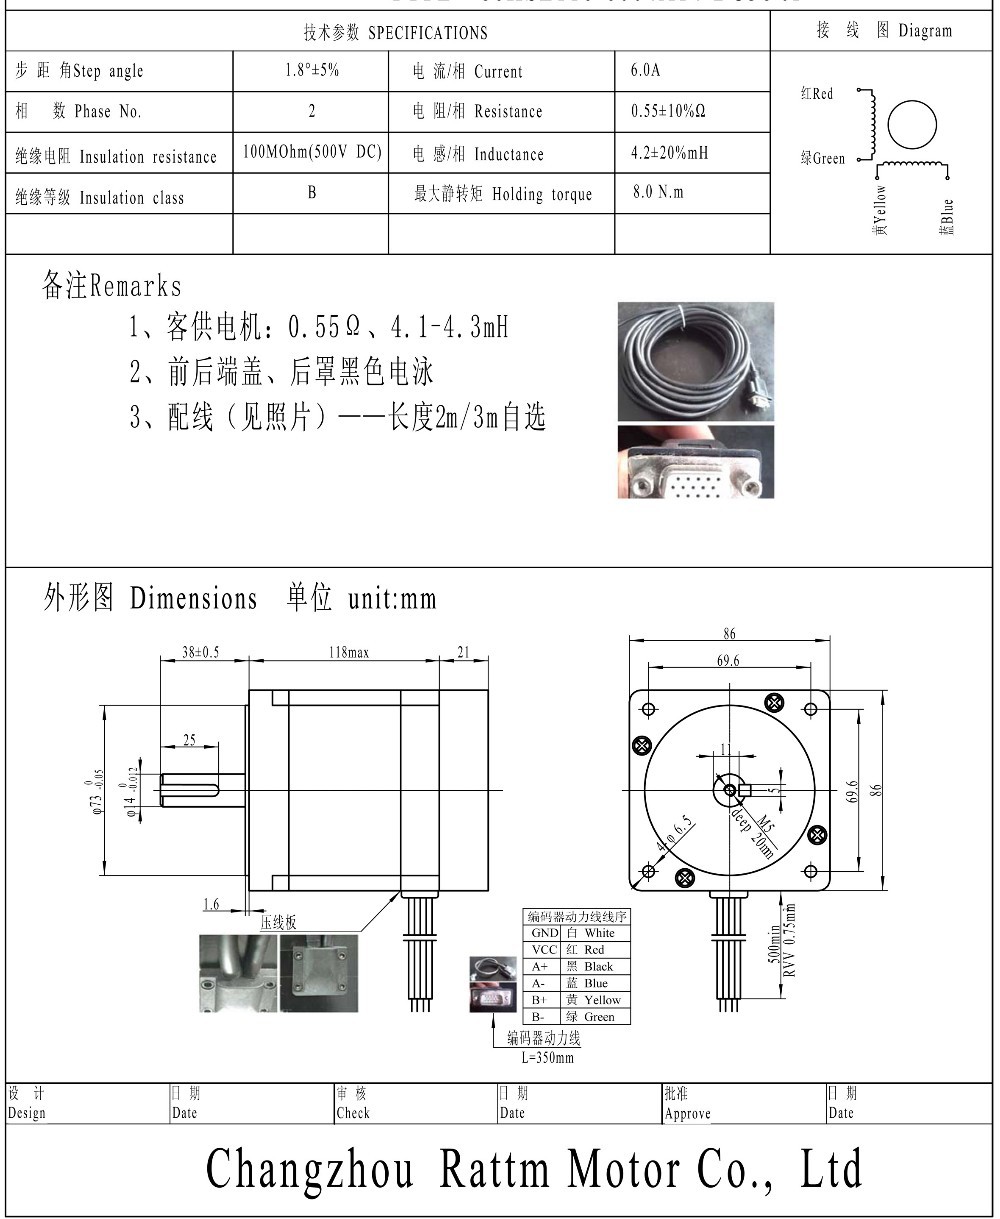 技术参数 SPECIFICATIONS
接 线 图 Diagram
步 距 角Step angle 1.8°±5% 电 流/相 Current 6.0A
相 数 Phase No. 2 电 阻/相 Resistance 0.55±10%Ω
绝缘电阻 Insulation resistance 100MOhm(500V DC) 电 感/相 Inductance 4.2±20%mH
绝缘等级 Insulation class B 最大静转矩 Holding torque 8.0 N.m
红Red
绿Green
黄Yellow
蓝Blue
备注Remarks
1、客供电机：0.55Ω、4.1-4.3mH
2、前后端盖、后罩黑色电泳
3、配线（见照片）——长度2m/3m自选
外形图 Dimensions 单位 unit:mm
38±0.5
118max
21
25
φ73 0 -0.05
φ14 0 -0.012
1.6
压线板
86
69.6
11
5
69.6
86
4-φ6.5
M5
deep 20mm
500min
RVV 0.75mm
编码器动力线线序
GND 白 White
VCC 红 Red
A+ 黑 Black
A- 蓝 Blue
B+ 黄 Yellow
B- 绿 Green
编码器动力线
L=350mm
设 计 日 期 审 核 日 期 批准 日 期
Design Date Check Date Approve Date
Changzhou Rattm Motor Co., Ltd